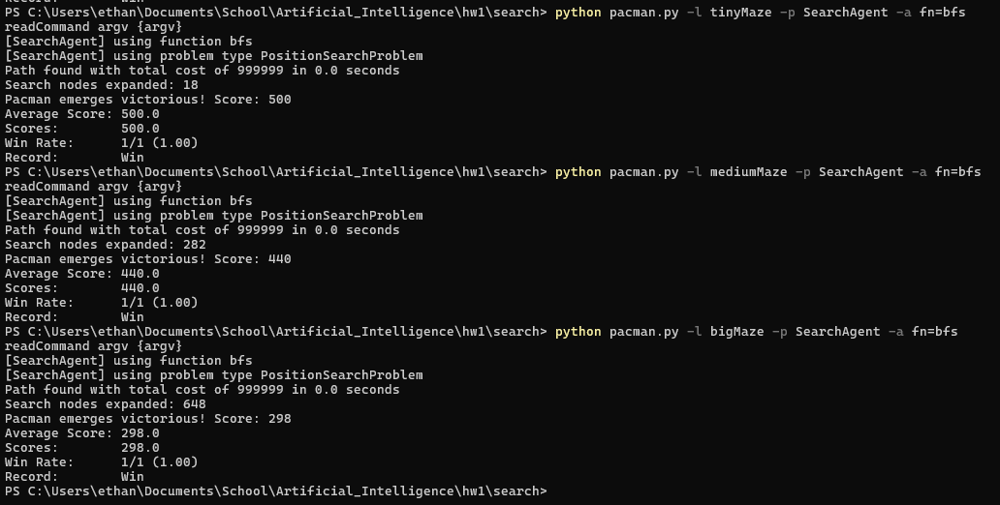 Record:        Win
PS C:\Users\ethan\Documents\School\Artificial_Intelligence\hw1\search> python pacman.py -l tinyMaze -p SearchAgent -a fn=bfs
readCommand argv {argv}
[SearchAgent] using function bfs
[SearchAgent] using problem type PositionSearchProblem
Path found with total cost of 999999 in 0.0 seconds
Search nodes expanded: 18
Pacman emerges victorious! Score: 500
Average Score: 500.0
Scores:        500.0
Win Rate:      1/1 (1.00)
Record:        Win
PS C:\Users\ethan\Documents\School\Artificial_Intelligence\hw1\search> python pacman.py -l mediumMaze -p SearchAgent -a fn=bfs
readCommand argv {argv}
[SearchAgent] using function bfs
[SearchAgent] using problem type PositionSearchProblem
Path found with total cost of 999999 in 0.0 seconds
Search nodes expanded: 282
Pacman emerges victorious! Score: 440
Average Score: 440.0
Scores:        440.0
Win Rate:      1/1 (1.00)
Record:        Win
PS C:\Users\ethan\Documents\School\Artificial_Intelligence\hw1\search> python pacman.py -l bigMaze -p SearchAgent -a fn=bfs
readCommand argv {argv}
[SearchAgent] using function bfs
[SearchAgent] using problem type PositionSearchProblem
Path found with total cost of 999999 in 0.0 seconds
Search nodes expanded: 648
Pacman emerges victorious! Score: 298
Average Score: 298.0
Scores:        298.0
Win Rate:      1/1 (1.00)
Record:        Win
PS C:\Users\ethan\Documents\School\Artificial_Intelligence\hw1\search>